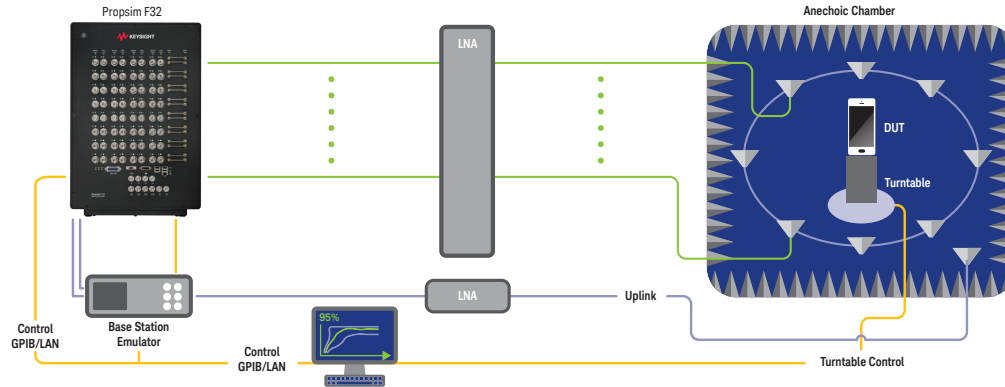 Propsim F32
KEYSIGHT
LNA
Anechoic Chamber
DUT
Turntable
LNA
Uplink
Base Station
Emulator
Control
GPIB/LAN
Control
GPIB/LAN
95%
Turntable Control